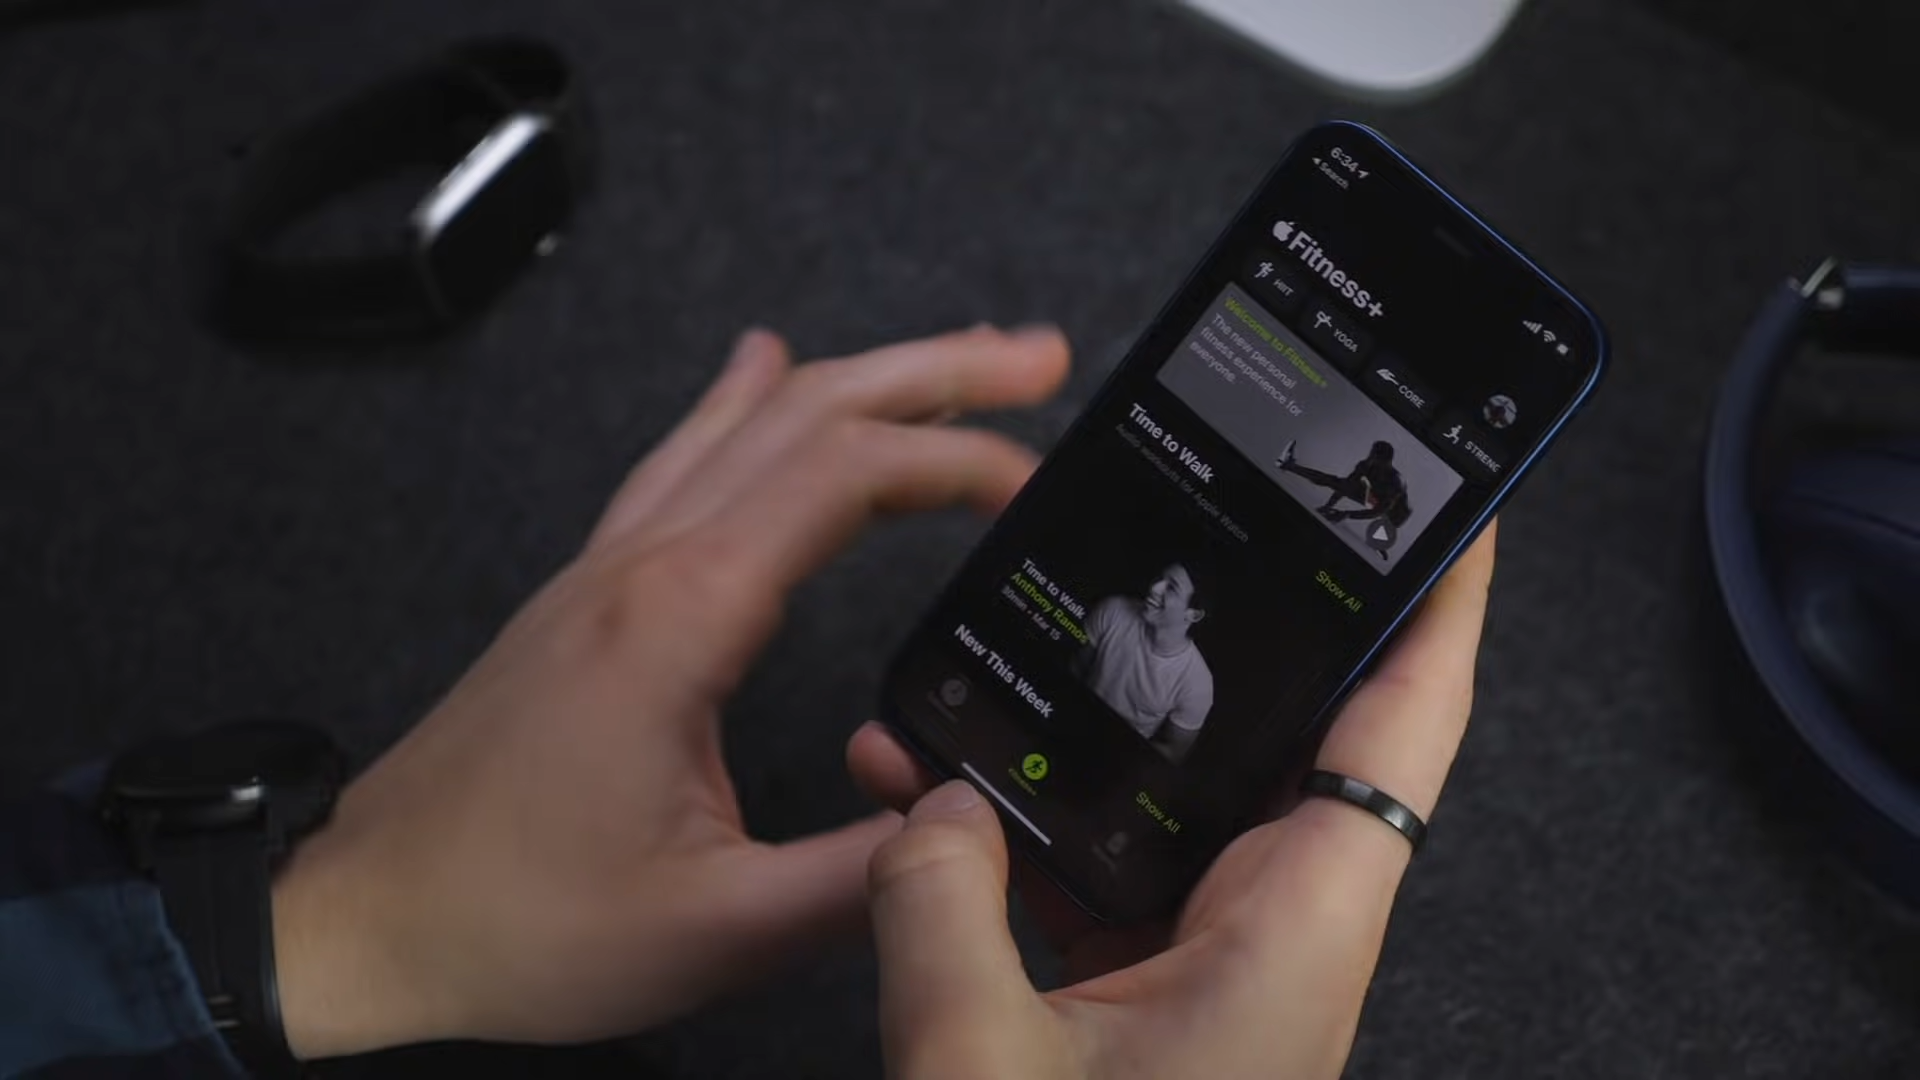 6:34
Search
Fitness+
HIIT
YOGA
CORE
STRENG
Welcome to Fitness+
The new personal
fitness experience for
everyone.
Time to Walk
Audio workouts for Apple Watch
Show All
Time to Walk
Anthony Ramos
30min • Mar 15
New This Week
Show All
Fitness+